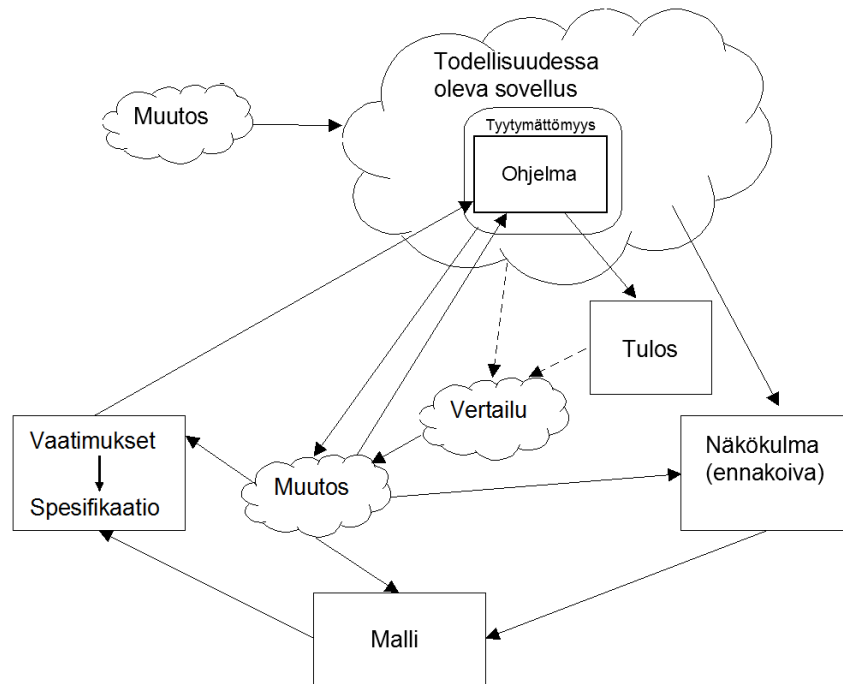 Todellisuudessa
oleva sovellus
Muutos
Tyytymättömyys
Ohjelma
Tulos
Vertailu
Vaatimukset
Spesifikaatio
Näkökulma
(ennakoiva)
Muutos
Malli